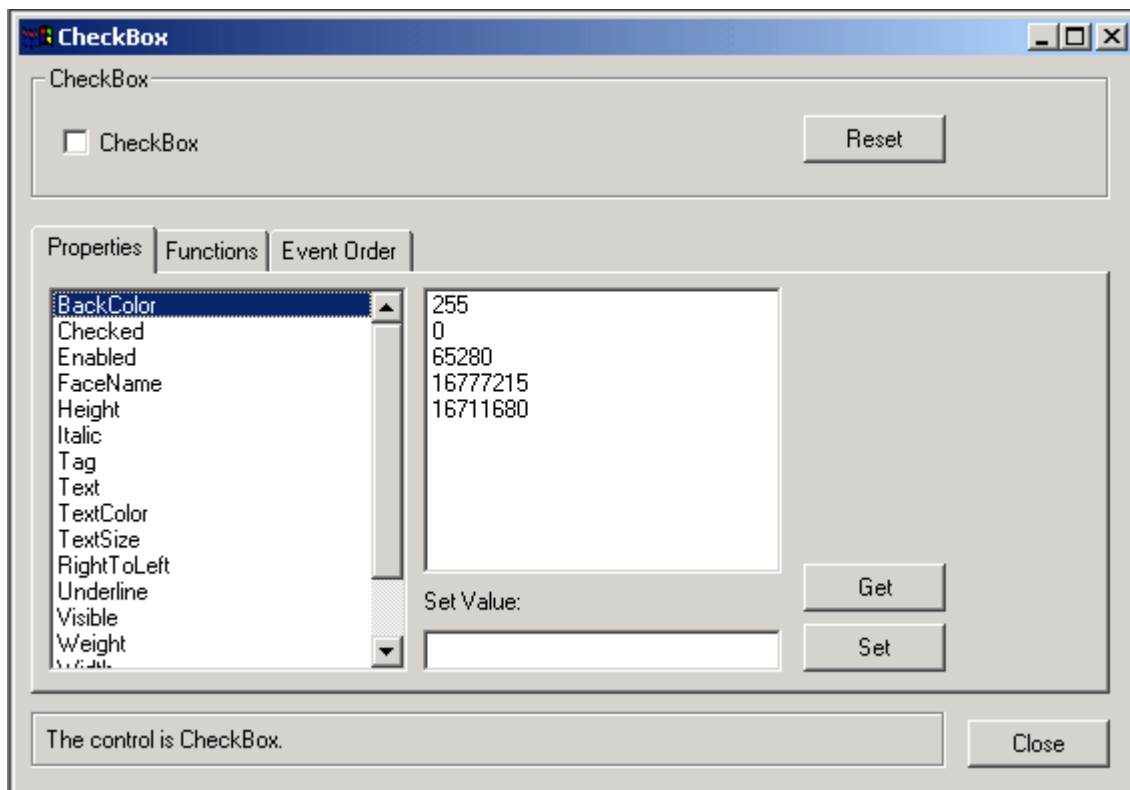 CheckBox
CheckBox
CheckBox
Reset
Properties Functions Event Order
BackColor
Checked
Enabled
FaceName
Height
Italic
Tag
Text
TextColor
TextSize
RightToLeft
Underline
Visible
Weight
Width
255
0
65280
16777215
16711680
Set Value:
Get
Set
The control is CheckBox.
Close